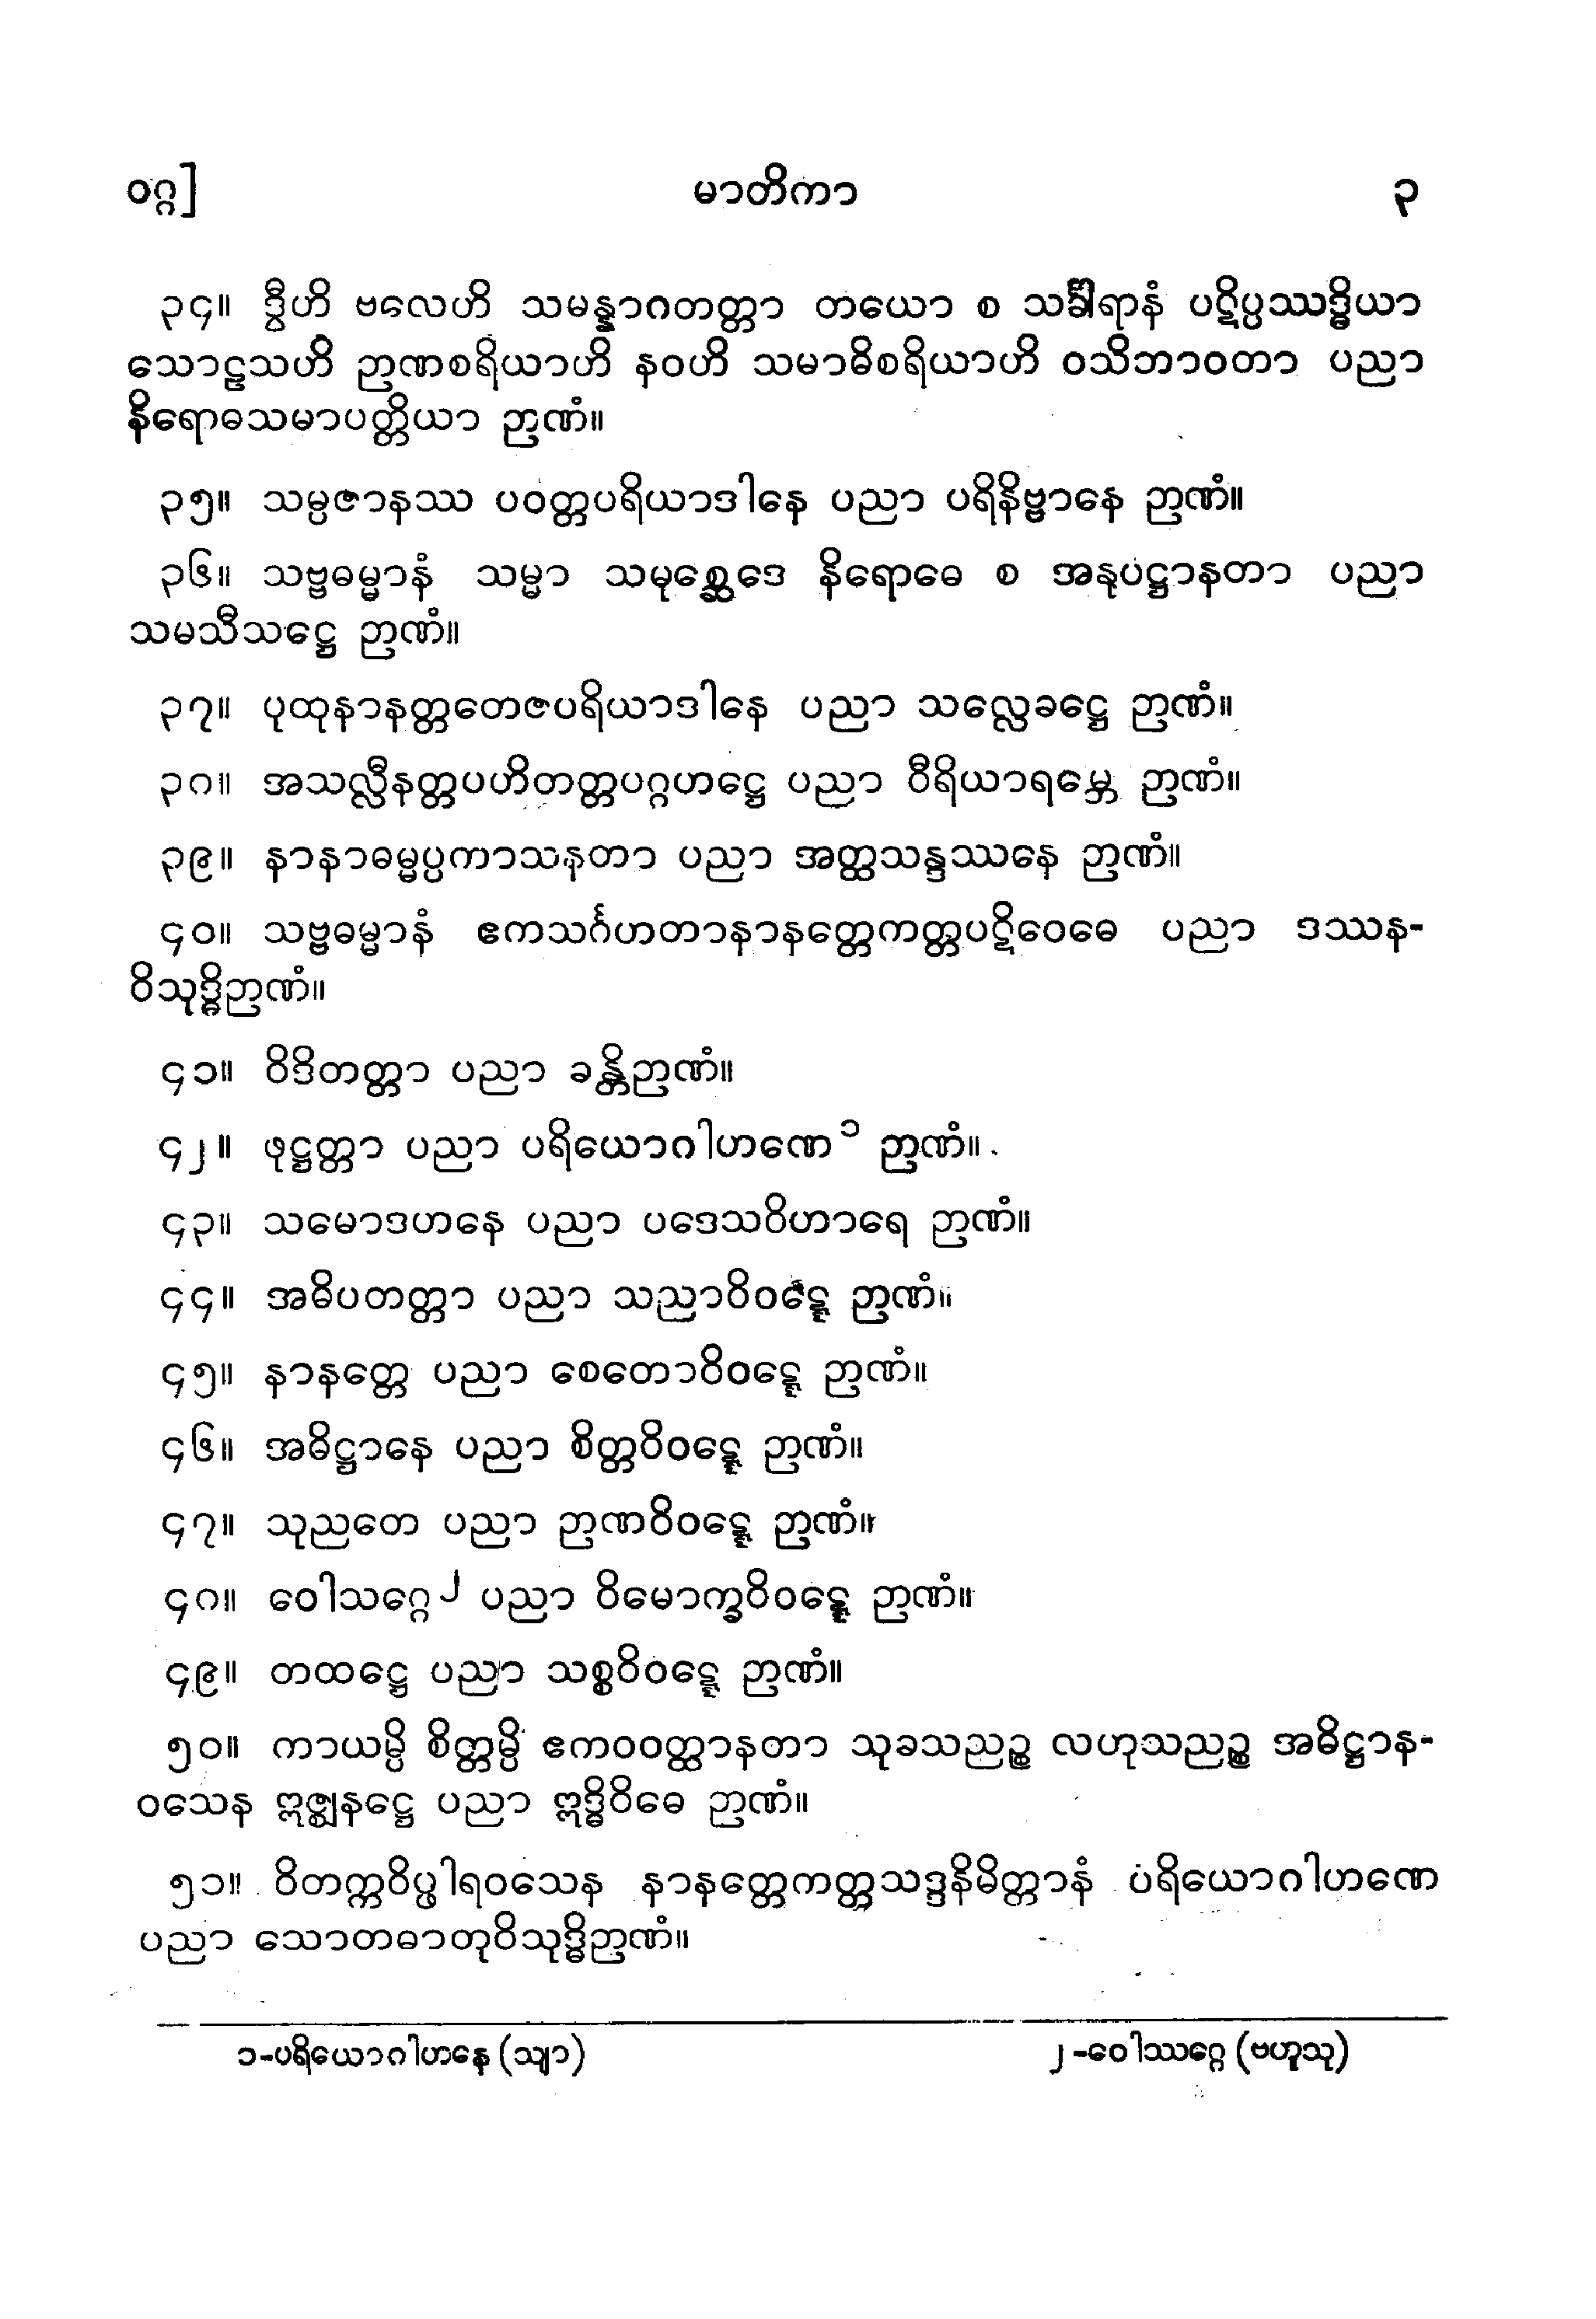 ဝဂ္ဂ] မာတိကာ ၃
၃၄။ ဒွီဟိ ဗလေဟိ သမန္နာဂတတ္တာ တယော စ သင်္ခါရာနံ ပဋိပ္ပဿဒ္ဓိယာ
သောဠသဟိ ဉာဏစရိယာဟိ နဝဟိ သမာဓိစရိယာဟိ ဝသိဘာဝတာ ပညာ
နိရောဓသမာပတ္တိယာ ဉာဏံ။
၃၅။ သမ္ပဇာနဿ ပဝတ္တပရိယာဒါနေ ပညာ ပရိနိဗ္ဗာနေ ဉာဏံ။
၃၆။ သဗ္ဗဓမ္မာနံ သမ္မာ သမုစ္ဆေဒေ နိရောဓေ စ အနုပဋ္ဌာနတာ ပညာ
သမသီသဋ္ဌေ ဉာဏံ။
၃၇။ ပုထုနာနတ္တတေဇပရိယာဒါနေ ပညာ သလ္လေခဋ္ဌေ ဉာဏံ။
၃၈။ အသလ္လီနတ္တပဟိတတ္တပဂ္ဂဟဋ္ဌေ ပညာ ဝီရိယာရမ္ဘေ ဉာဏံ။
၃၉။ နာနာဓမ္မပ္ပကာသနတာ ပညာ အတ္ထသန္ဒဿနေ ဉာဏံ။
၄၀။ သဗ္ဗဓမ္မာနံ ဧကသင်္ဂဟတာနာနတ္တေကတ္တပဋိဝေဓေ ပညာ ဒဿန-
ဝိသုဒ္ဓိဉာဏံ။
၄၁။ ဝိဒိတတ္တာ ပညာ ခန္တိဉာဏံ။
၄၂။ ဖုဋ္ဌတ္တာ ပညာ ပရိယောဂါဟဏေ ၁ ဉာဏံ။
၄၃။ သမောဒဟနေ ပညာ ပဒေသဝိဟာရေ ဉာဏံ။
၄၄။ အဓိပတတ္တာ ပညာ သညာဝိဝဋ္ဋေ ဉာဏံ။
၄၅။ နာနတ္တေ ပညာ စေတောဝိဝဋ္ဋေ ဉာဏံ။
၄၆။ အဓိဋ္ဌာနေ ပညာ စိတ္တဝိဝဋ္ဋေ ဉာဏံ။
၄၇။ သုညတေ ပညာ ဉာဏဝိဝဋ္ဋေ ဉာဏံ။
၄၈။ ဝေါသဂ္ဂေ ၂ ပညာ ဝိမောက္ခဝိဝဋ္ဋေ ဉာဏံ။
၄၉။ တထဋ္ဌေ ပညာ သစ္စဝိဝဋ္ဋေ ဉာဏံ။
၅၀။ ကာယမ္ပိ စိတ္တမ္ပိ ဧကဝဝတ္ထာနတာ သုခသညဉ္စ လဟုသညဉ္စ အဓိဋ္ဌာန-
ဝသေန ဣဇ္ဈနဋ္ဌေ ပညာ ဣဒ္ဓိဝိဓေ ဉာဏံ။
၅၁။ ဝိတက္ကဝိပ္ဖါရဝသေန နာနတ္တေကတ္တသဒ္ဒနိမိတ္တာနံ ပရိယောဂါဟဏေ
ပညာ သောတဓာတုဝိသုဒ္ဓိဉာဏံ။
၁-ပရိယောဂါဟနေ (သျာ) ၂-ဝေါဿဂ္ဂေ (ဗဟူသု)